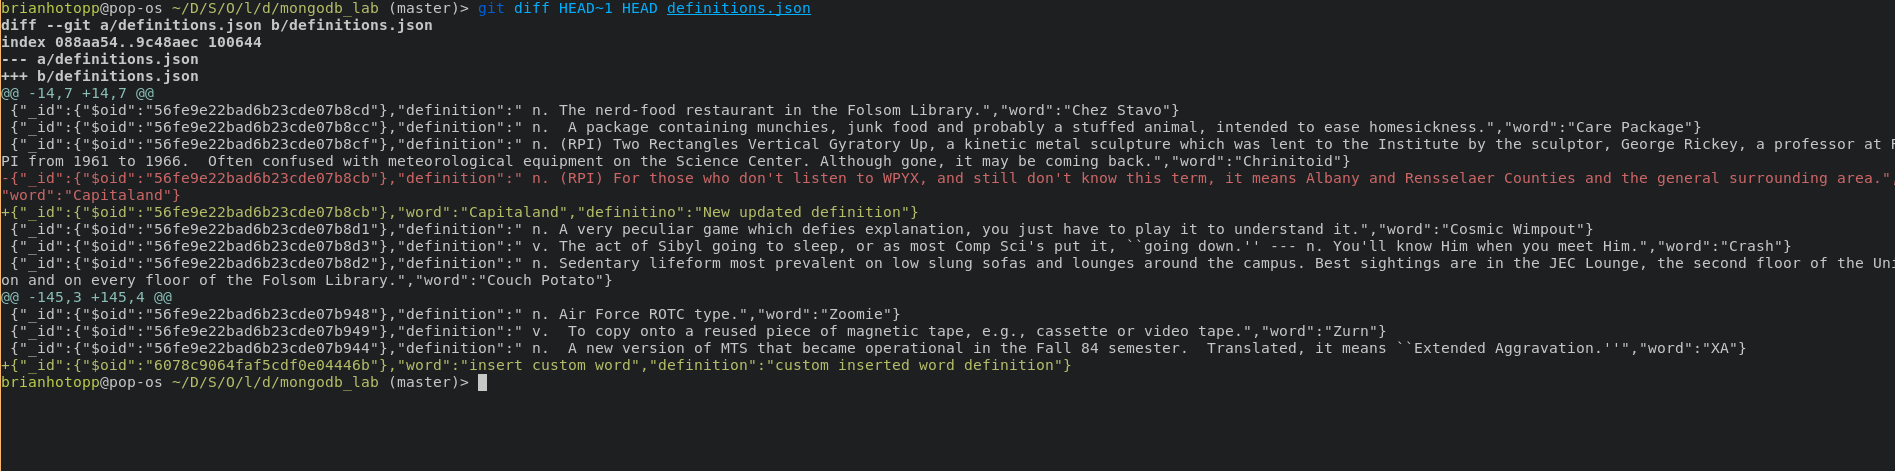 brianhotopp@pop-os ~/D/S/O/l/d/mongodb_lab (master)> git diff HEAD~1 HEAD definitions.json
diff --git a/definitions.json b/definitions.json
index 088aa54..9c48aec 100644
--- a/definitions.json
+++ b/definitions.json
@@ -14,7 +14,7 @@
 {"_id":{"$oid":"56fe9e22bad6b23cde07b8cd"},"definition":" n. The nerd-food restaurant in the Folsom Library.","word":"Chez Stavo"}
 {"_id":{"$oid":"56fe9e22bad6b23cde07b8cc"},"definition":" n.  A package containing munchies, junk food and probably a stuffed animal, intended to ease homesickness.","word":"Care Package"}
 {"_id":{"$oid":"56fe9e22bad6b23cde07b8cf"},"definition":" n. (RPI) Two Rectangles Vertical Gyratory Up, a kinetic metal sculpture which was lent to the Institute by the sculptor, George Rickey, a professor at R
PI from 1961 to 1966.  Often confused with meteorological equipment on the Science Center. Although gone, it may be coming back.","word":"Chrinitoid"}
-{"_id":{"$oid":"56fe9e22bad6b23cde07b8cb"},"definition":" n. (RPI) For those who don't listen to WPYX, and still don't know this term, it means Albany and Rensselaer Counties and the general surrounding area.",
"word":"Capitaland"}
+{"_id":{"$oid":"56fe9e22bad6b23cde07b8cb"},"word":"Capitaland","definitino":"New updated definition"}
 {"_id":{"$oid":"56fe9e22bad6b23cde07b8d1"},"definition":" n. A very peculiar game which defies explanation, you just have to play it to understand it.","word":"Cosmic Wimpout"}
 {"_id":{"$oid":"56fe9e22bad6b23cde07b8d3"},"definition":" v. The act of Sibyl going to sleep, or as most Comp Sci's put it, ``going down.'' --- n. You'll know Him when you meet Him.","word":"Crash"}
 {"_id":{"$oid":"56fe9e22bad6b23cde07b8d2"},"definition":" n. Sedentary lifeform most prevalent on low slung sofas and lounges around the campus. Best sightings are in the JEC Lounge, the second floor of the Uni
on and on every floor of the Folsom Library.","word":"Couch Potato"}
@@ -145,3 +145,4 @@
 {"_id":{"$oid":"56fe9e22bad6b23cde07b948"},"definition":" n. Air Force ROTC type.","word":"Zoomie"}
 {"_id":{"$oid":"56fe9e22bad6b23cde07b949"},"definition":" v.  To copy onto a reused piece of magnetic tape, e.g., cassette or video tape.","word":"Zurn"}
 {"_id":{"$oid":"56fe9e22bad6b23cde07b944"},"definition":" n.  A new version of MTS that became operational in the Fall 84 semester.  Translated, it means ``Extended Aggravation.''","word":"XA"}
+{"_id":{"$oid":"6078c9064faf5cdf0e04446b"},"word":"insert custom word","definition":"custom inserted word definition"}
brianhotopp@pop-os ~/D/S/O/l/d/mongodb_lab (master)>